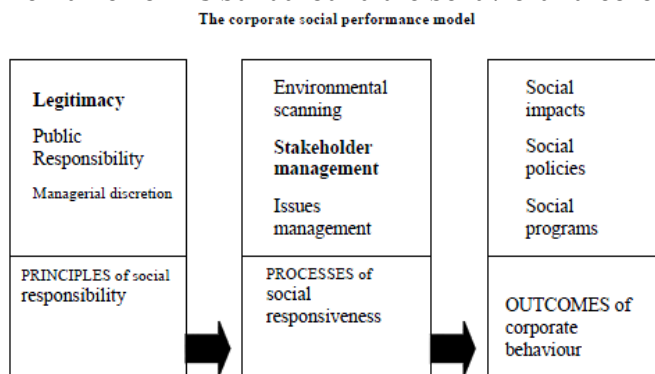 The corporate social performance model
Legitimacy
Public
Responsibility
Managerial discretion
PRINCIPLES of social
responsibility
Environmental
scanning
Stakeholder
management
Issues
management
PROCESSES of
social
responsiveness
Social
impacts
Social
policies
Social
programs
OUTCOMES of
corporate
behaviour